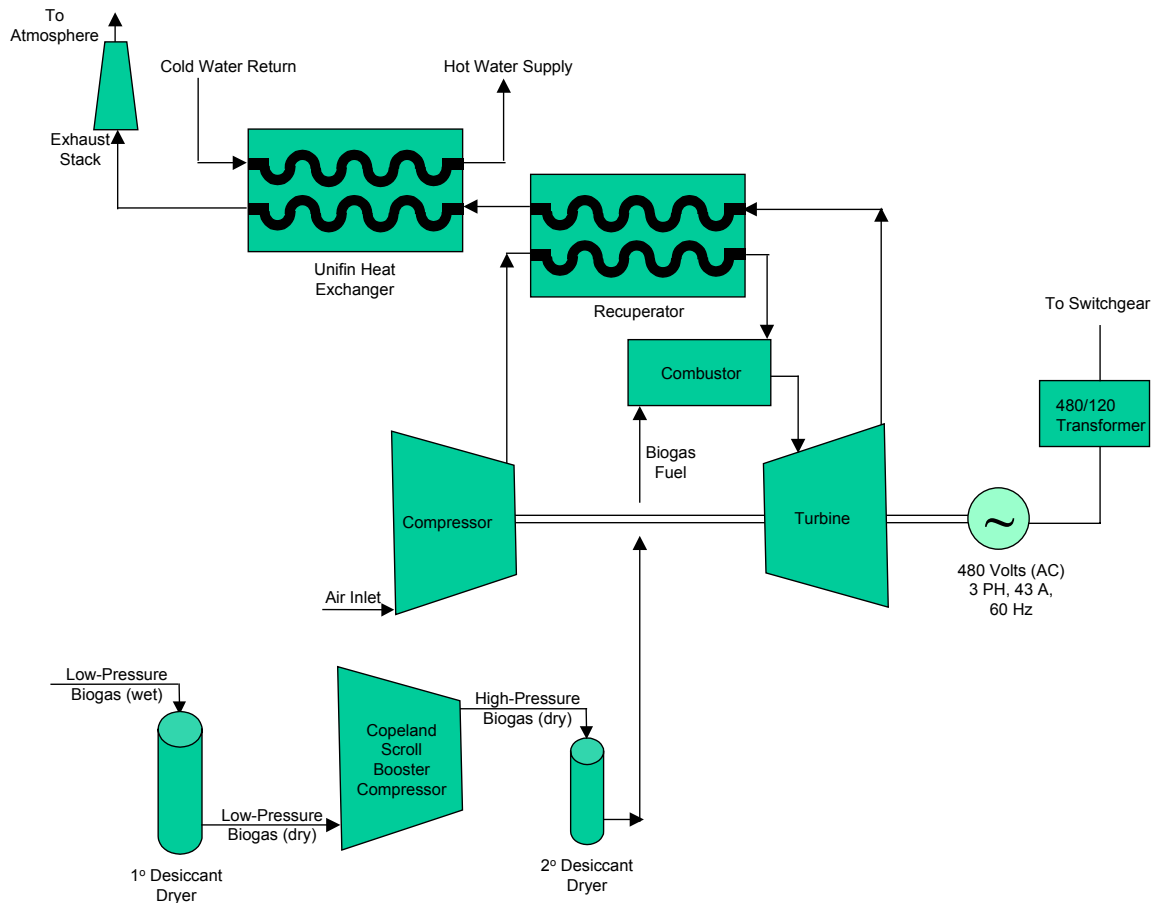 To
Atmosphere
Cold Water Return
Hot Water Supply
Exhaust
Stack
Unifin Heat
Exchanger
Recuperator
To Switchgear
Combustor
480/120
Transformer
Biogas
Fuel
Compressor
Turbine
~
480 Volts (AC)
3 PH, 43 A,
60 Hz
Air Inlet
Low-Pressure
Biogas (wet)
High-Pressure
Biogas (dry)
Copeland
Scroll
Booster
Compressor
Low-Pressure
Biogas (dry)
1º Desiccant
Dryer
2º Desiccant
Dryer